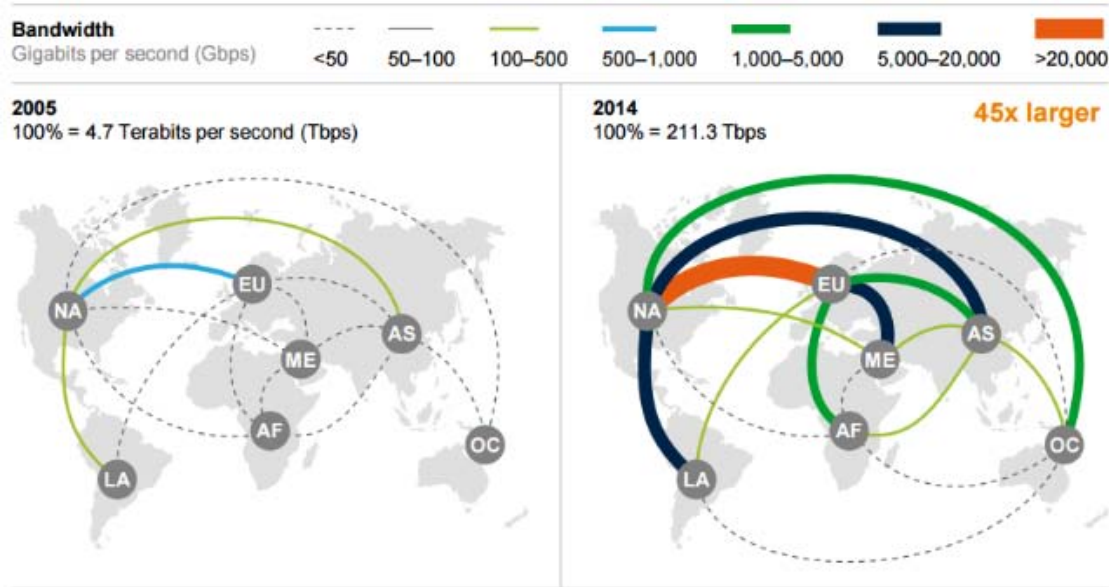 Bandwidth
Gigabits per second (Gbps)
<50 50–100 100–500 500–1,000 1,000–5,000 5,000–20,000 >20,000
2005
100% = 4.7 Terabits per second (Tbps)
NA
EU
AS
ME
AF
OC
LA
2014
100% = 211.3 Tbps
45x larger
EU
NA
AS
ME
AF
OC
LA